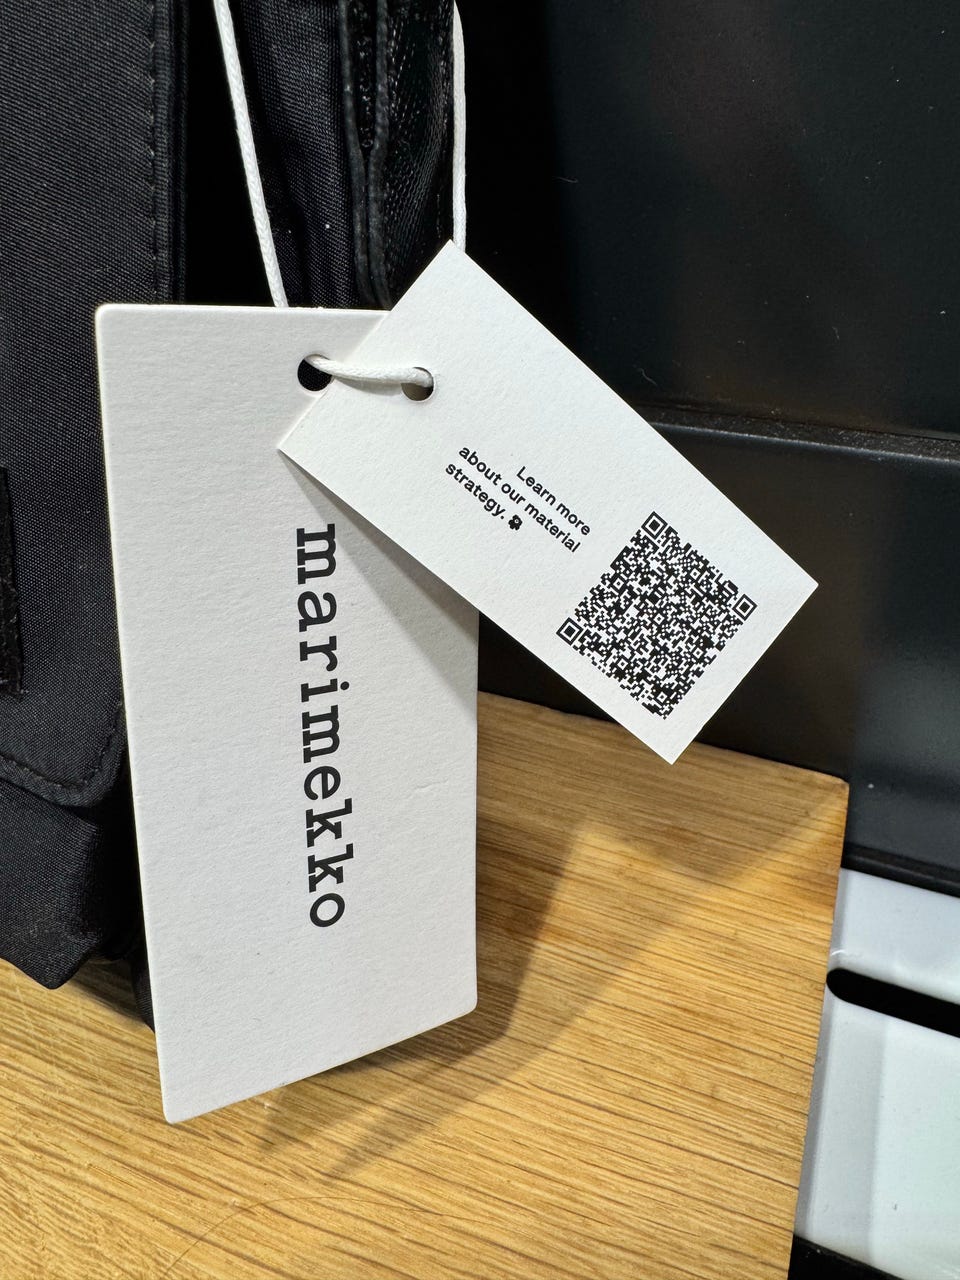 marimekko
Learn more
about our material
strategy.